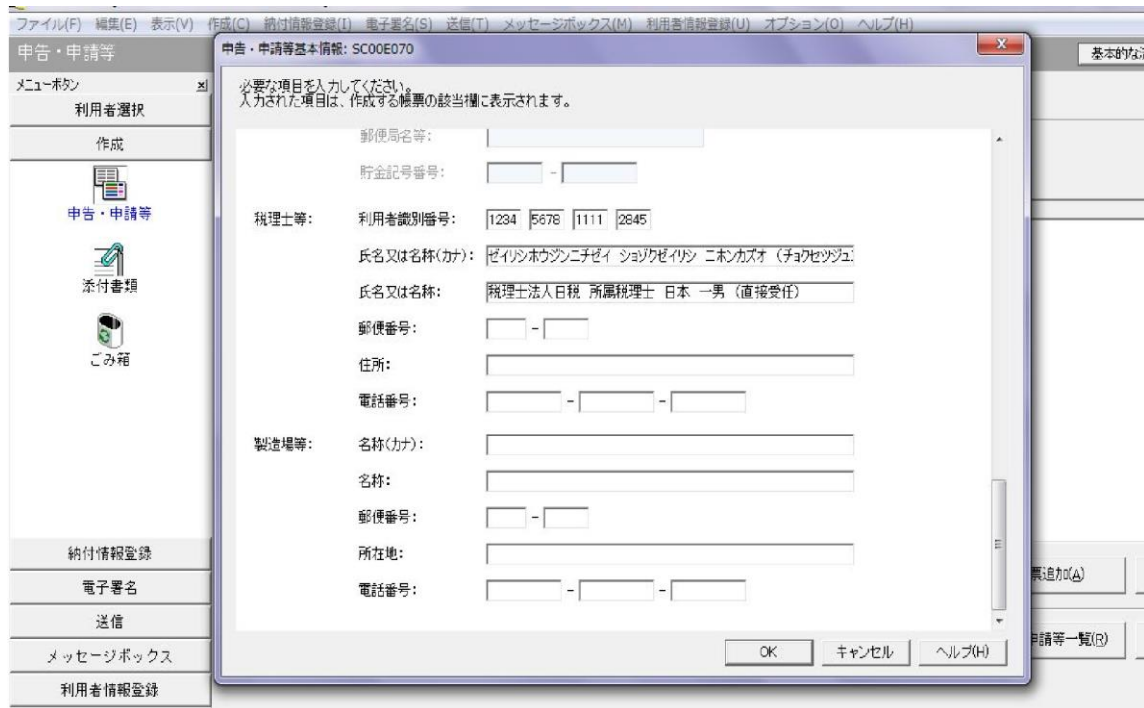 ファイル(F) 編集(E) 表示(V) 作成(C) 納付情報登録(I) 電子署名(S) 送信(T) メッセージボックス(M) 利用者情報登録(U) オプション(O) ヘルプ(H)
申告・申請等
基本的な
メニューボタン
利用者選択
作成
申告・申請等
添付書類
ごみ箱
納付情報登録
電子署名
送信
メッセージボックス
利用者情報登録
申告・申請等基本情報: SC00E070
必要な項目を入力してください。
入力された項目は、作成する帳票の該当欄に表示されます。
郵便局名等:
貯金記号番号: -
税理士等: 利用者識別番号: 1234 5678 1111 2845
氏名又は名称(カナ): ゼイリシホウジンニチゼイ ショゾクゼイリシ ニホンカズオ (チョクセツジュ
氏名又は名称: 税理士法人日税 所属税理士 日本 一男 (直接受任)
郵便番号: -
住所:
電話番号: - -
製造場等: 名称(カナ):
名称:
郵便番号: -
所在地:
電話番号: - -
OK キャンセル ヘルプ(H)
票追加(A)
申請等一覧(R)